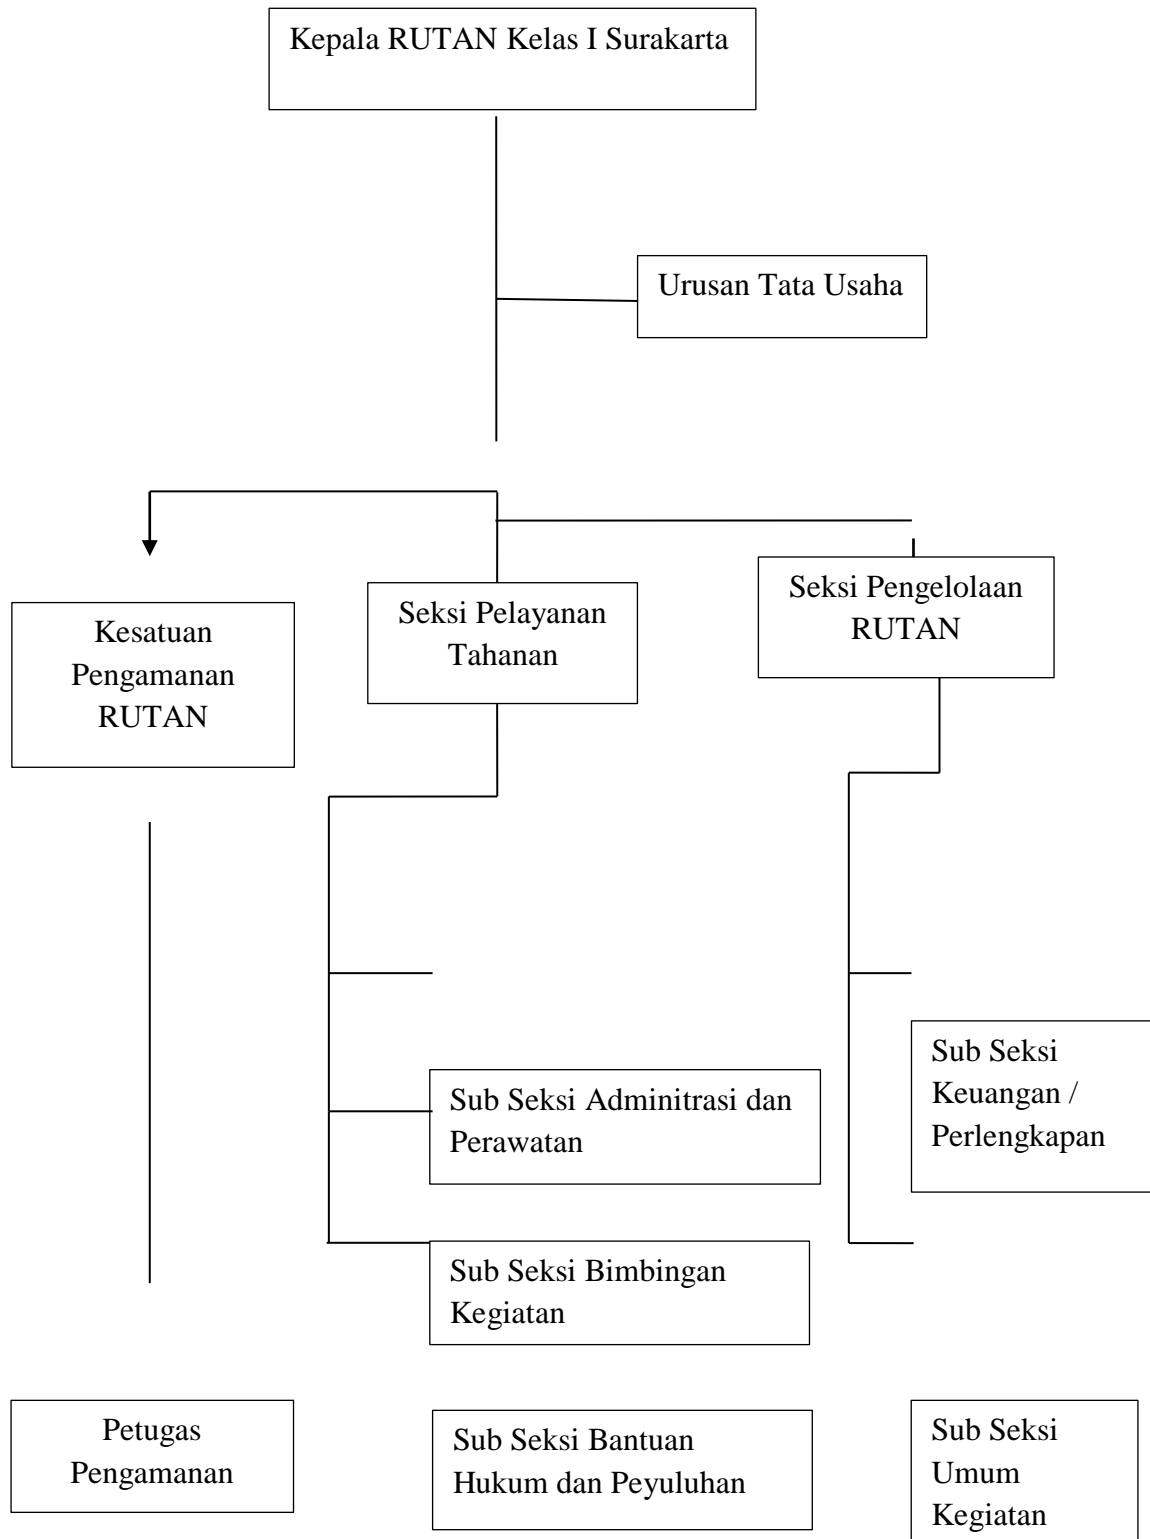 Kepala RUTAN Kelas I Surakarta
Urusan Tata Usaha
Kesatuan
Pengamanan
RUTAN
Seksi Pelayanan
Tahanan
Seksi Pengelolaan
RUTAN
Sub Seksi Adminitrasi dan
Perawatan
Sub Seksi
Keuangan /
Perlengkapan
Sub Seksi Bimbingan
Kegiatan
Petugas
Pengamanan
Sub Seksi Bantuan
Hukum dan Peyuluhan
Sub Seksi
Umum
Kegiatan